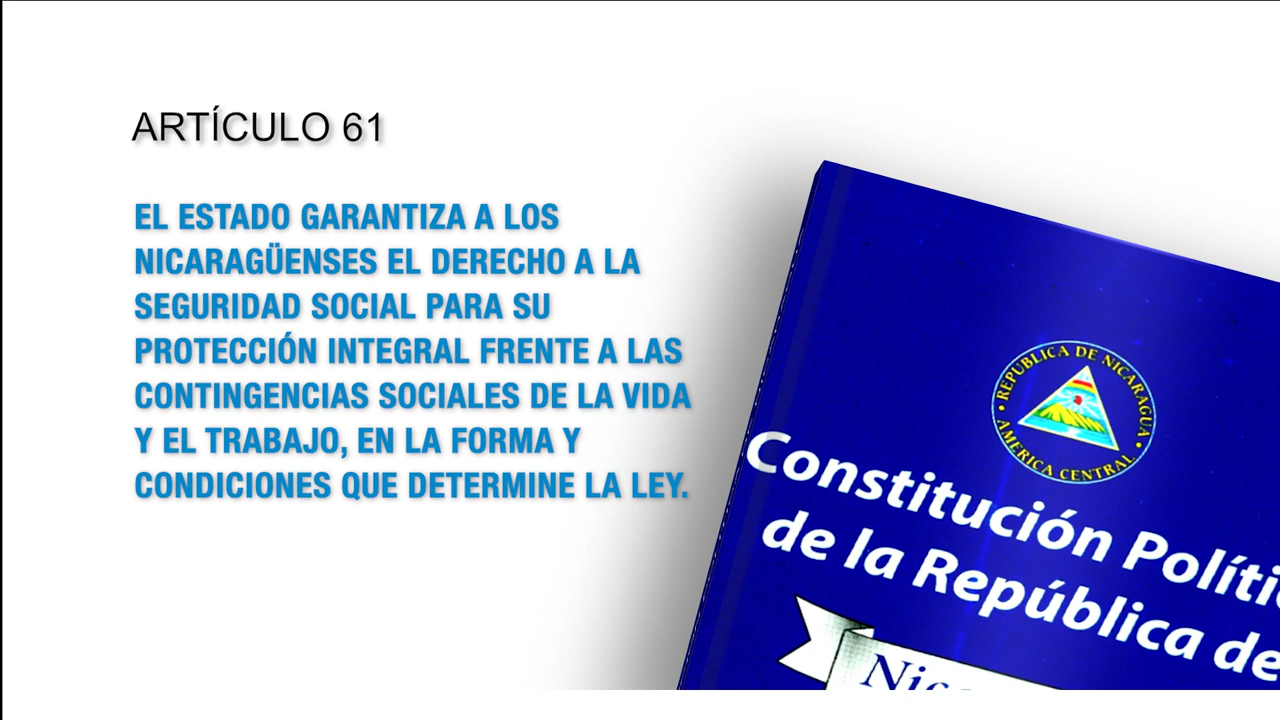 ARTÍCULO 61
EL ESTADO GARANTIZA A LOS
NICARAGÜENSES EL DERECHO A LA
SEGURIDAD SOCIAL PARA SU
PROTECCIÓN INTEGRAL FRENTE A LAS
CONTINGENCIAS SOCIALES DE LA VIDA
Y EL TRABAJO, EN LA FORMA Y
CONDICIONES QUE DETERMINE LA LEY.
REPUBLICA DE NICARAGUA
AMERICA CENTRAL
Constitución Políti
de la República de